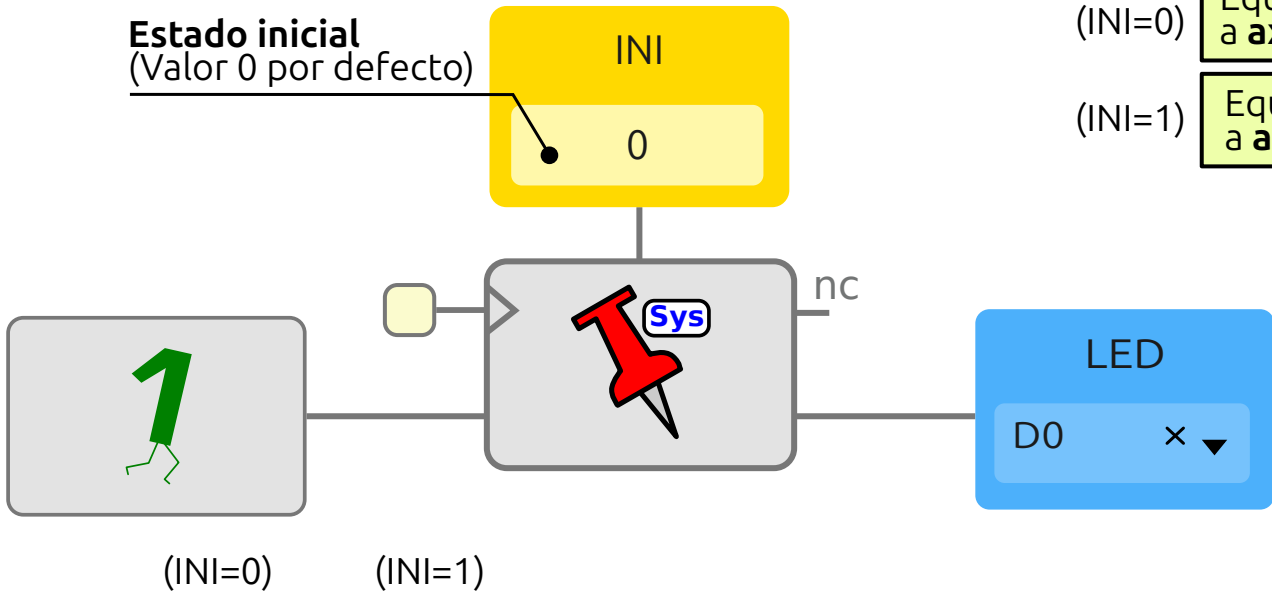 Estado inicial
(Valor 0 por defecto)
INI
0
(INI=0)
a
(INI=1)
a
Sys
nc
1
LED
D0
(INI=0)
(INI=1)